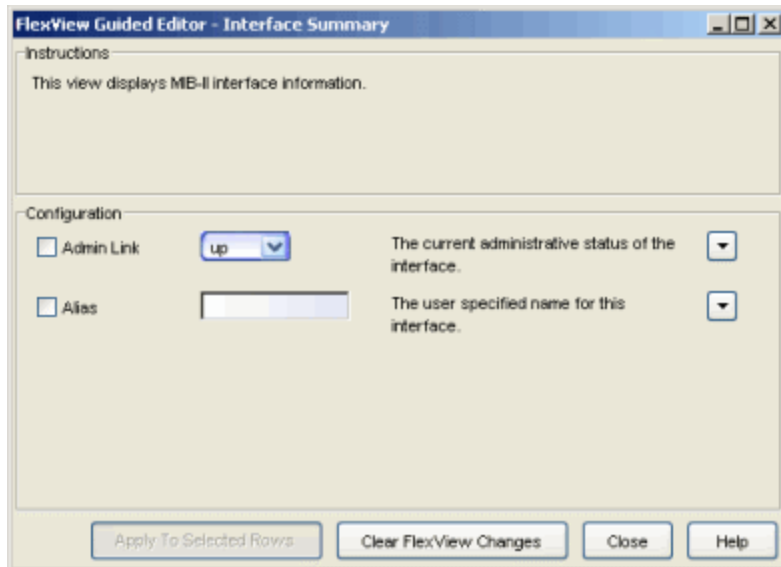 FlexView Guided Editor - Interface Summary
Instructions
This view displays MIB-II interface information.
Configuration
Admin Link up The current administrative status of the
interface.
Alias The user specified name for this
interface.
Apply To Selected Rows Clear FlexView Changes Close Help